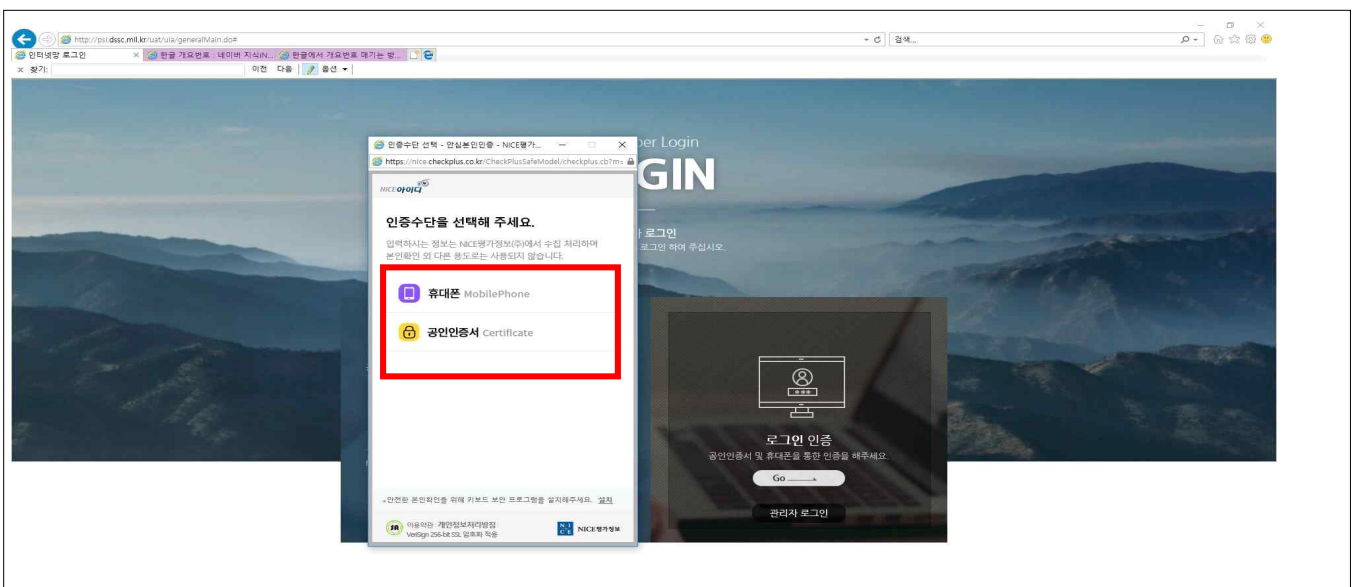 http://psi.dssc.mil.kr/uat/uia/generalMain.do#
검색...
인터넷망 로그인
한글 개요번호 : 네이버 지식iN...
한글에서 개요번호 매기는 방...
x 찾기:
이전 다음
옵션
인증수단 선택 - 안심본인인증 - NICE평가...
https://nice.checkplus.co.kr/CheckPlusSafeModel/checkplus.cb?m=
per Login
GIN
NICE아이디
인증수단을 선택해 주세요.
입력하시는 정보는 NICE평가정보(주)에서 수집 처리하며
본인확인 외 다른 용도로는 사용되지 않습니다.
로그인
로그인 하여 주십시오.
휴대폰 MobilePhone
공인인증서 Certificate
로그인 인증
공인인증서 및 휴대폰을 통한 인증을 해주세요.
Go
관리자 로그인
안전한 본인확인을 위해 키보드 보안 프로그램을 설치해주세요. 설치
이용약관 개인정보처리방침
VeriSign 256-bit SSL 암호화 적용
NICE NICE평가정보